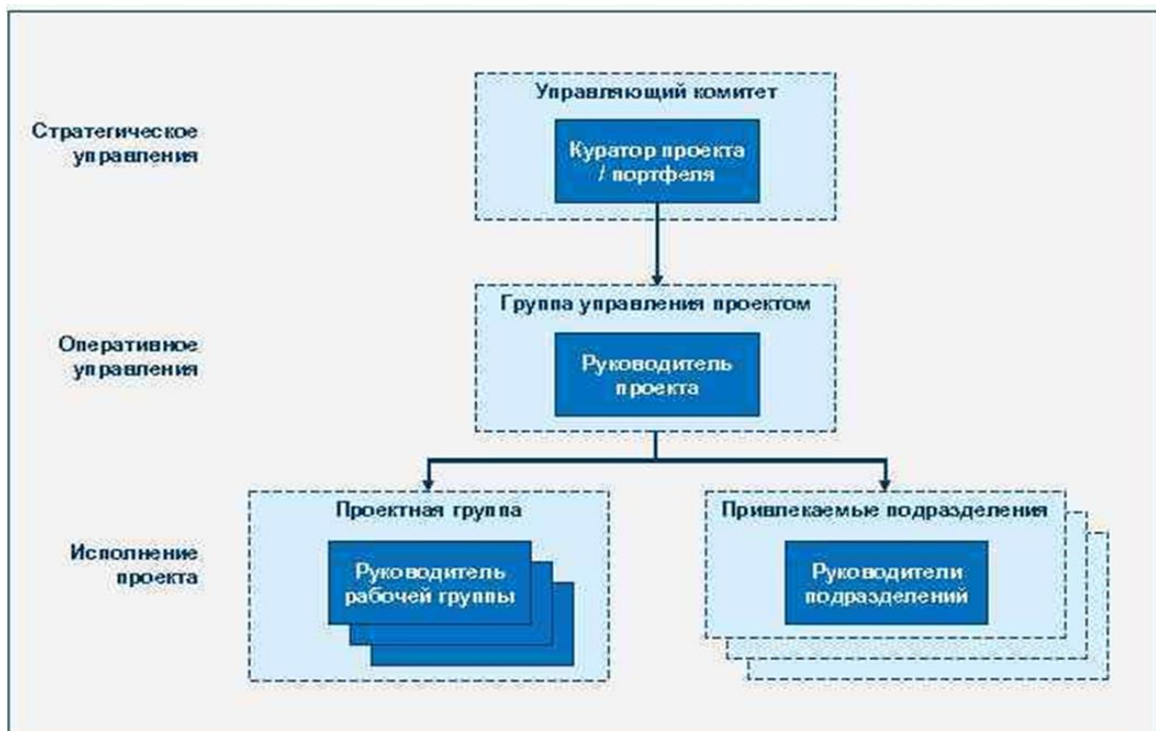 Управляющий комитет
Стратегическое
управления
Куратор проекта
/ портфеля
Группа управления проектом
Оперативное
управления
Руководитель
проекта
Проектная группа
Привлекаемые подразделения
Исполнение
проекта
Руководитель
рабочей группы
Руководители
подразделений